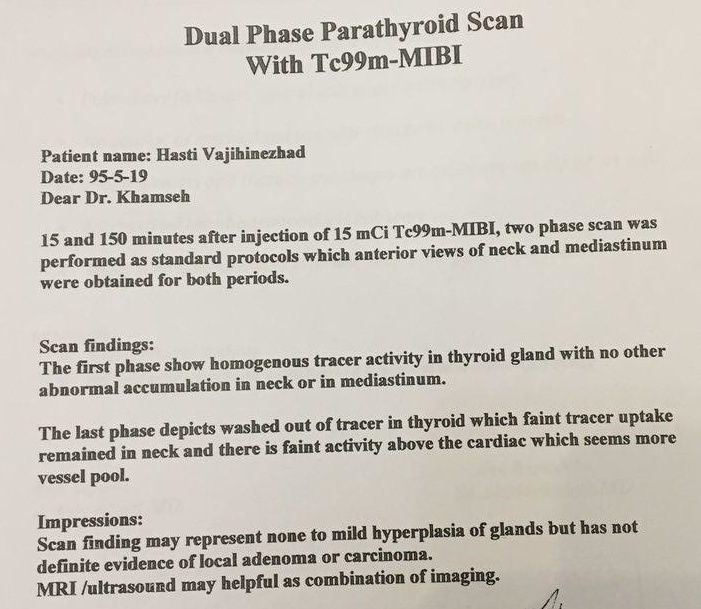 Dual Phase Parathyroid Scan
With Tc99m-MIBI
Patient name: Hasti Vajihinezhad
Date: 95-5-19
Dear Dr. Khamseh
15 and 150 minutes after injection of 15 mCi Tc99m-MIBI, two phase scan was
performed as standard protocols which anterior views of neck and mediastinum
were obtained for both periods.
Scan findings:
The first phase show homogenous tracer activity in thyroid gland with no other
abnormal accumulation in neck or in mediastinum.
The last phase depicts washed out of tracer in thyroid which faint tracer uptake
remained in neck and there is faint activity above the cardiac which seems more
vessel pool.
Impressions:
Scan finding may represent none to mild hyperplasia of glands but has not
definite evidence of local adenoma or carcinoma.
MRI /ultrasound may helpful as combination of imaging.